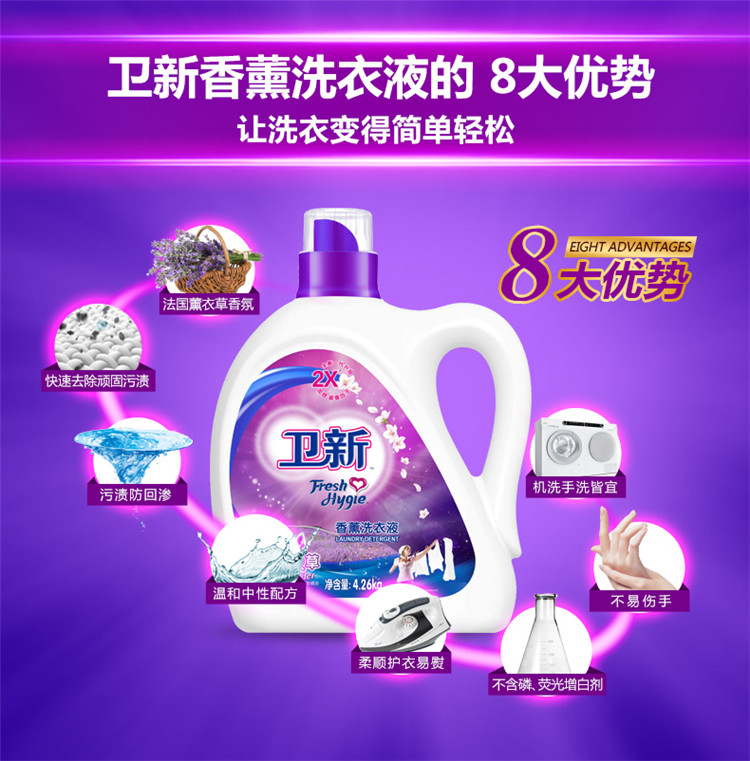 卫新香薰洗衣液的 8大优势
让洗衣变得简单轻松
EIGHT ADVANTAGES
8大优势
法国薰衣草香氛
快速去除顽固污渍
污渍防回渗
温和中性配方
柔顺护衣易熨
不含磷、荧光增白剂
不易伤手
机洗手洗皆宜
2X
卫新
Fresh
Hygie
香薰洗衣液
LAUNDRY DETERGENT
草
净含量:4.26kg